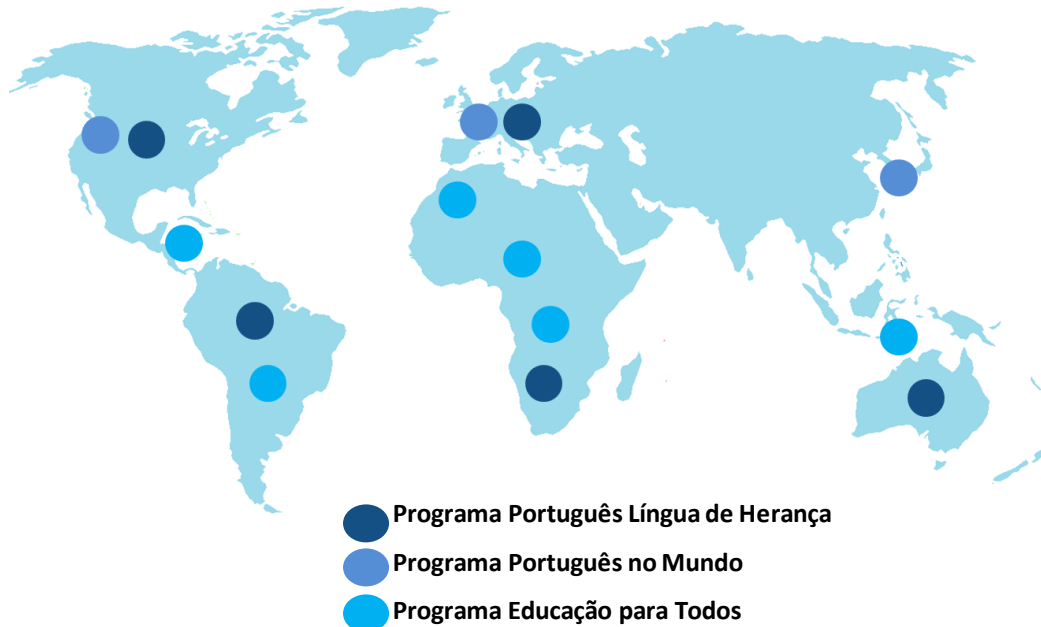 Programa Português Língua de Herança
Programa Português no Mundo
Programa Educação para Todos